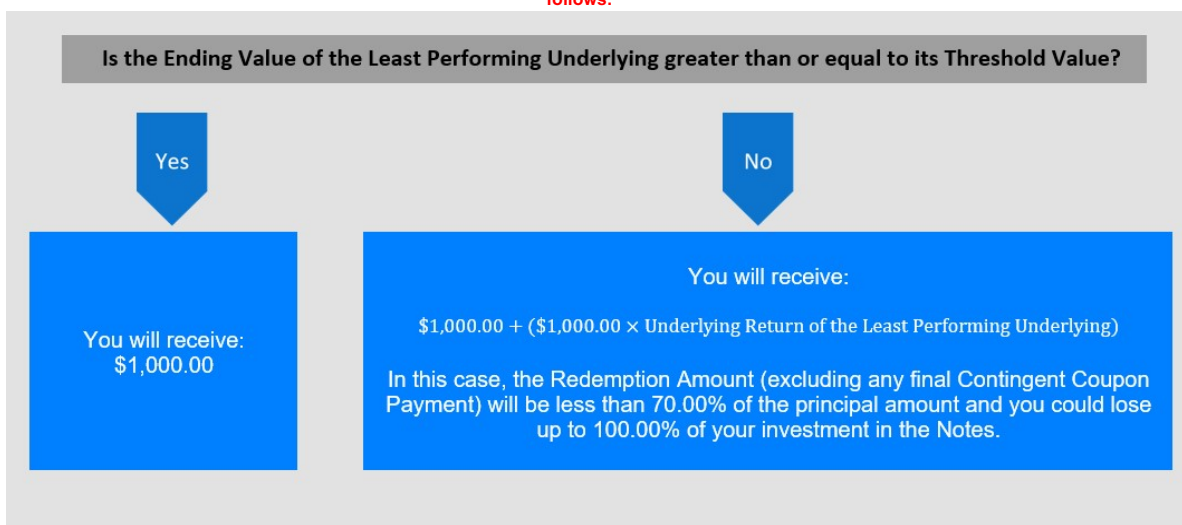 follows:
Is the Ending Value of the Least Performing Underlying greater than or equal to its Threshold Value?
Yes
No
You will receive:
$1,000.00
You will receive:
$1,000.00 + ($1,000.00 × Underlying Return of the Least Performing Underlying)
In this case, the Redemption Amount (excluding any final Contingent Coupon
Payment) will be less than 70.00% of the principal amount and you could lose
up to 100.00% of your investment in the Notes.